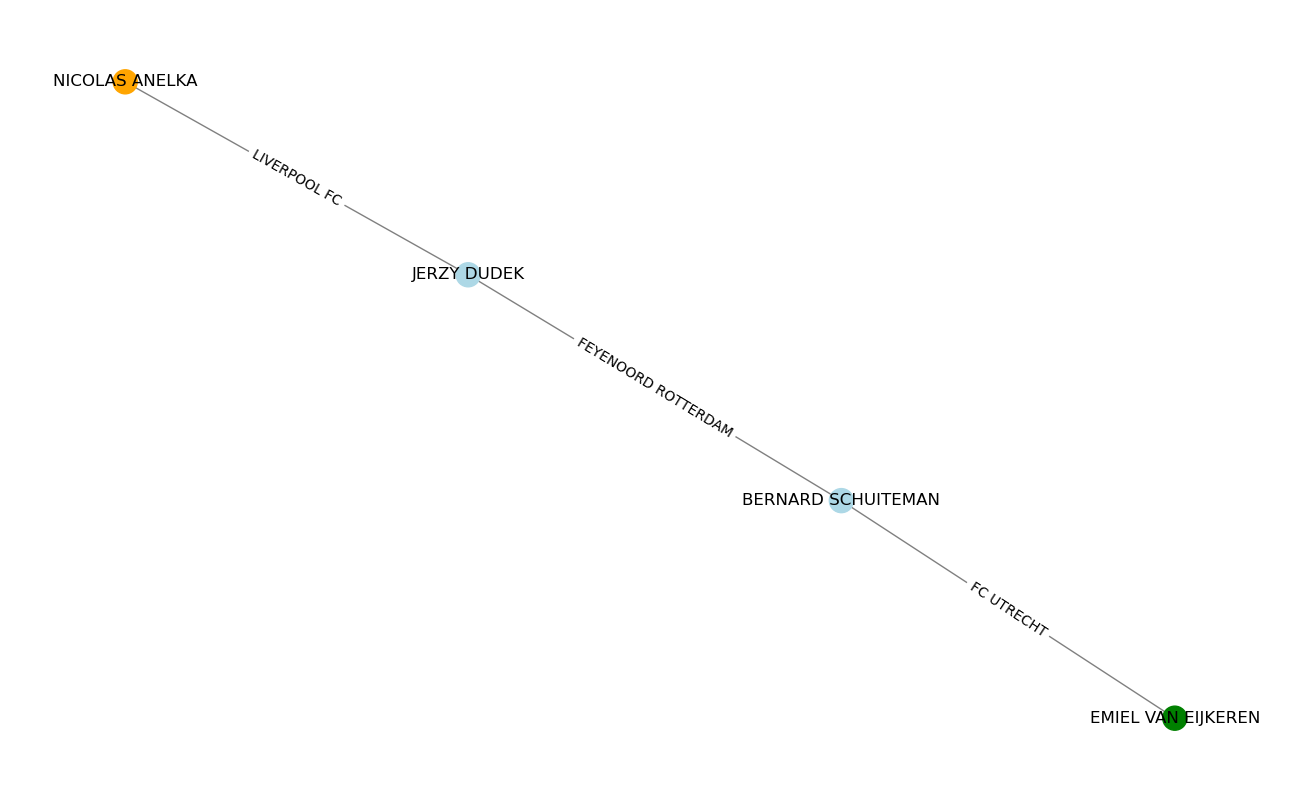 NICOLAS ANELKA
LIVERPOOL FC
JERZY DUDEK
FEYENOORD ROTTERDAM
BERNARD SCHUITEMAN
FC UTRECHT
EMIEL VAN EIJKEREN